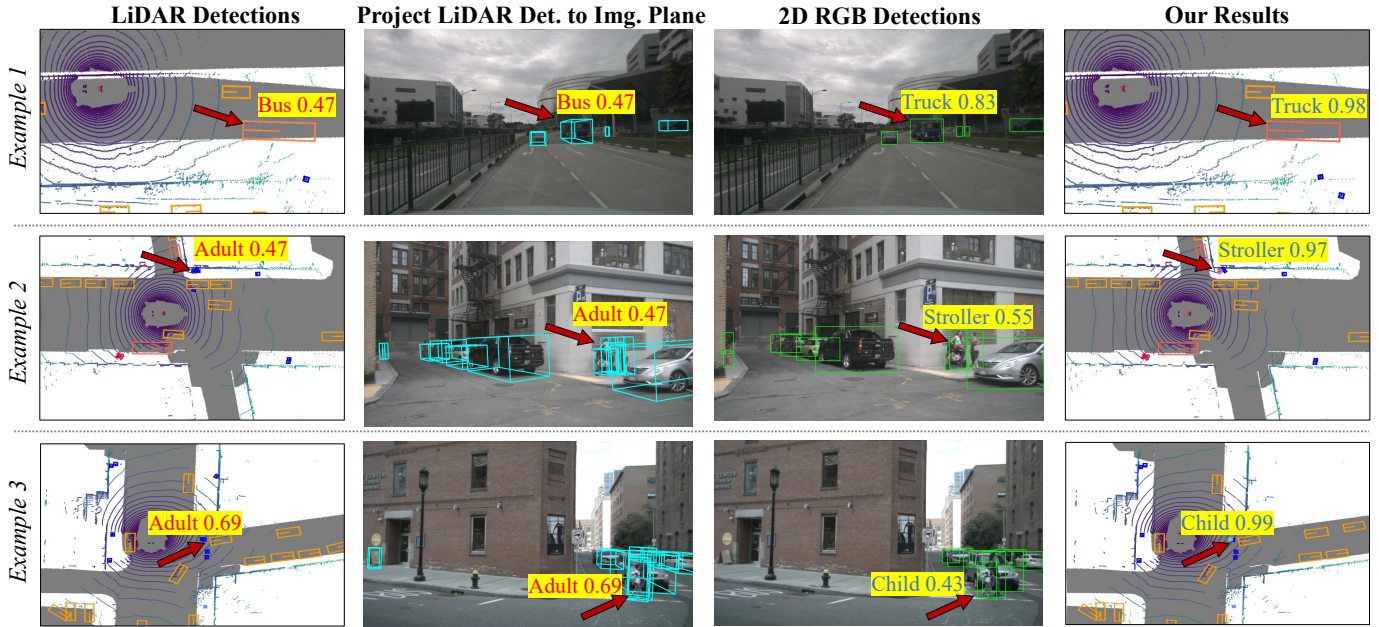 LiDAR Detections
Project LiDAR Det. to Img. Plane
2D RGB Detections
Our Results
Example 1
Bus 0.47
Bus 0.47
Truck 0.83
Truck 0.98
Example 2
Adult 0.47
Adult 0.47
Stroller 0.55
Stroller 0.97
Example 3
Adult 0.69
Adult 0.69
Child 0.43
Child 0.99